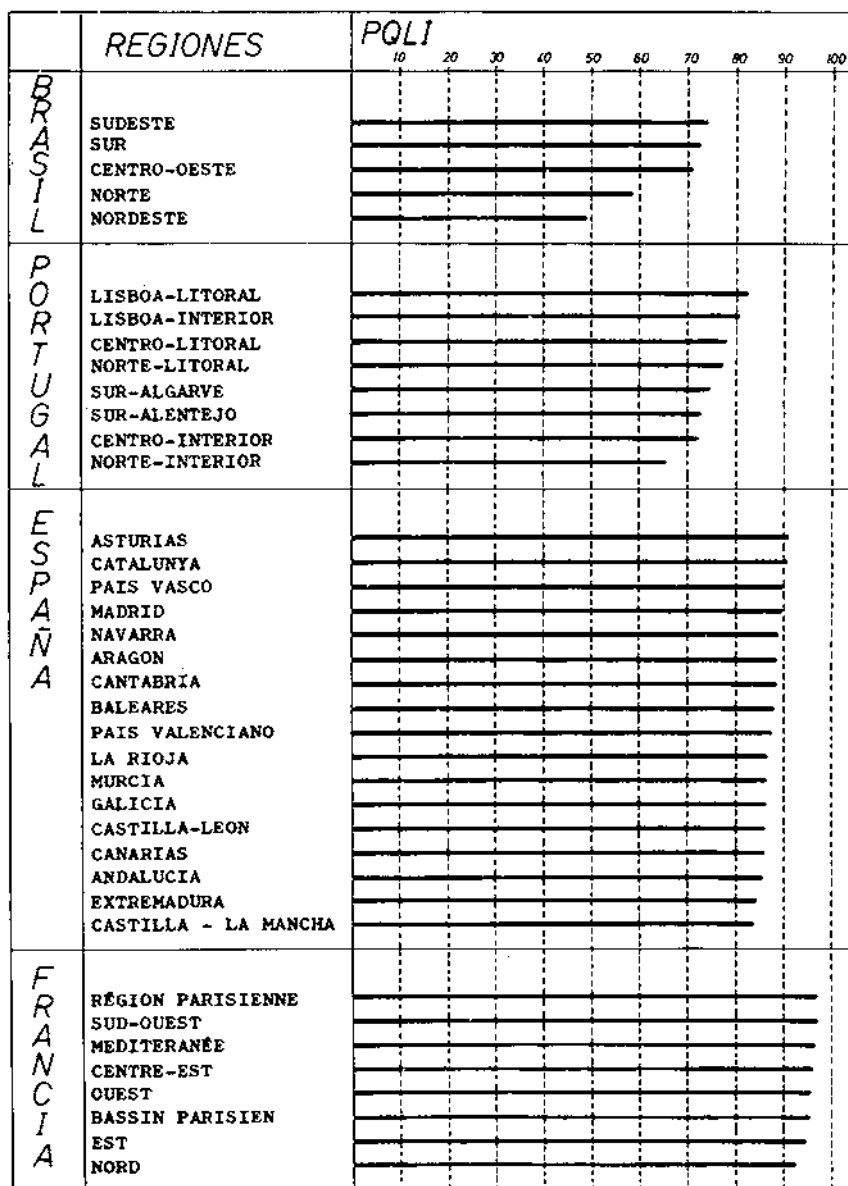 REGIONES
PQLI
10 20 30 40 50 60 70 80 90 100
BRASIL
SUDESTE
SUR
CENTRO-OESTE
NORTE
NORDESTE
PORTUGAL
LISBOA-LITORAL
LISBOA-INTERIOR
CENTRO-LITORAL
NORTE-LITORAL
SUR-ALGARVE
SUR-ALENTEJO
CENTRO-INTERIOR
NORTE-INTERIOR
ESPAÑA
ASTURIAS
CATALUNYA
PAIS VASCO
MADRID
NAVARRA
ARAGON
CANTABRIA
BALEARES
PAIS VALENCIANO
LA RIOJA
MURCIA
GALICIA
CASTILLA-LEON
CANARIAS
ANDALUCIA
EXTREMADURA
CASTILLA - LA MANCHA
FRANCIA
RÉGION PARISIENNE
SUD-OUEST
MEDITERANÉE
CENTRE-EST
OUEST
BASSIN PARISIEN
EST
NORD